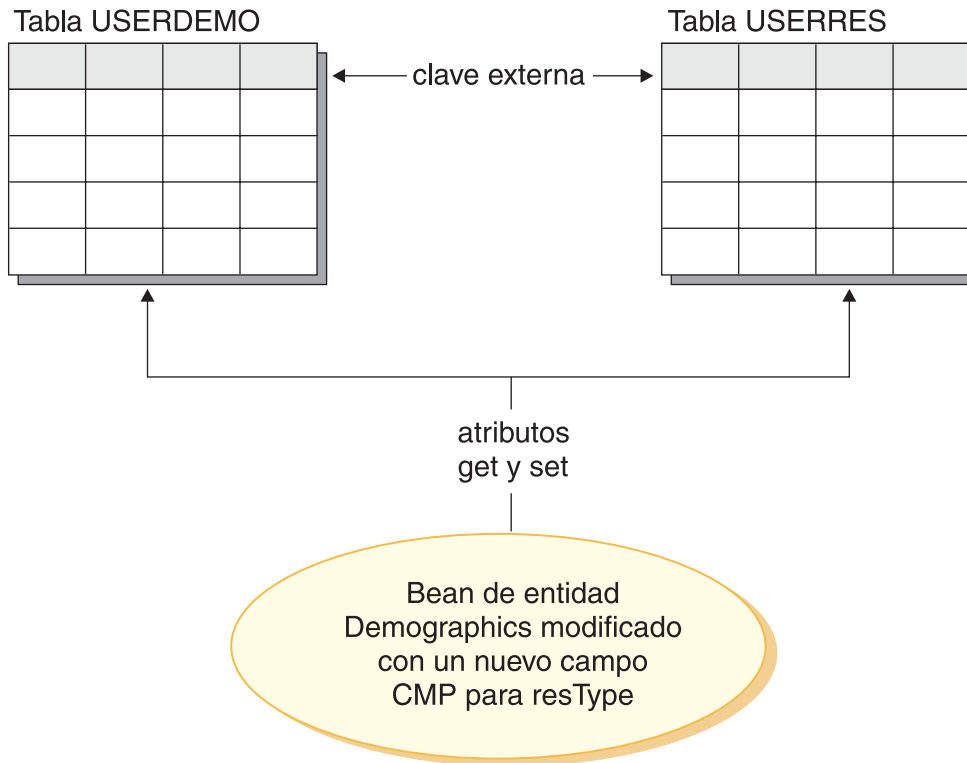 Tabla USERDEMO
Tabla USERRES
clave externa
atributos
get y set
Bean de entidad
Demographics modificado
con un nuevo campo
CMP para resType